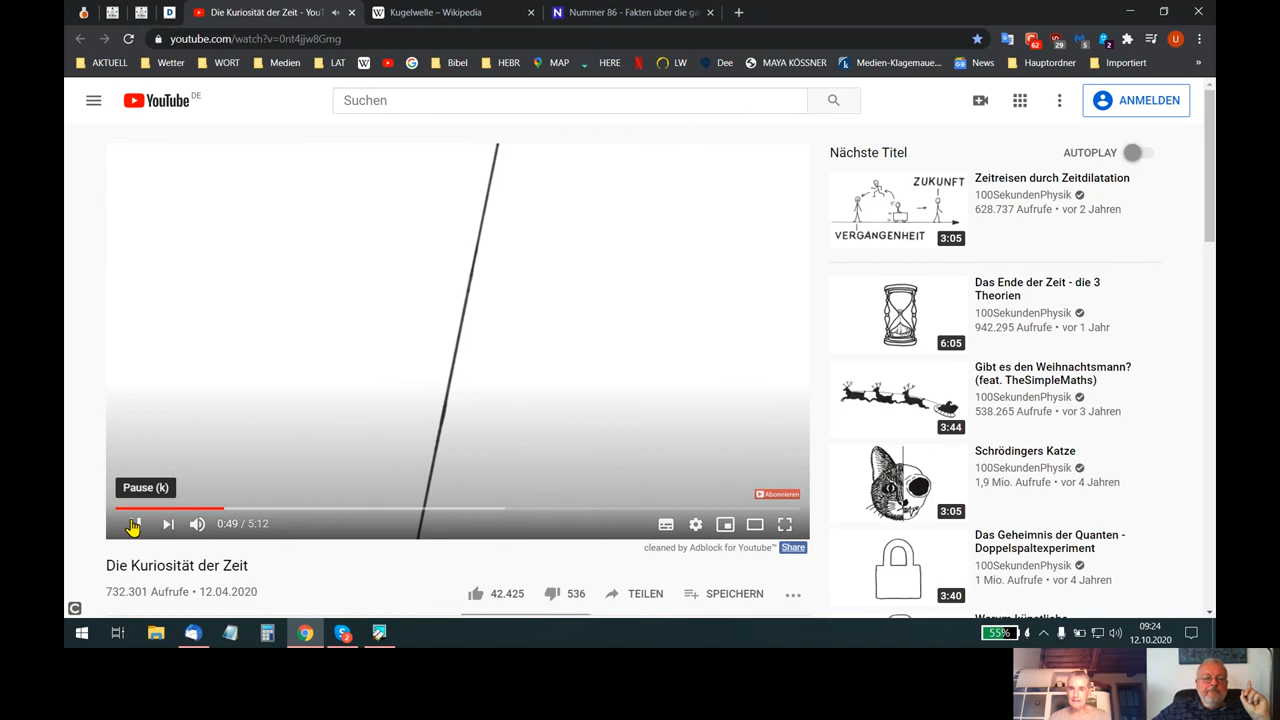 Die Kuriosität der Zeit - YouT
Kugelwelle – Wikipedia
Nummer 86 - Fakten über die ga
youtube.com/watch?v=0nt4jjw8Gmg
62
29
5
2
U
AKTUELL
Wetter
WORT
Medien
LAT
Bibel
HEBR
MAP
HERE
LW
Dee
MAYA KÖSSNER
Medien-Klagemaue...
News
Hauptordner
Importiert
YouTube DE
Suchen
ANMELDEN
Nächste Titel
AUTOPLAY
ZUKUNFT
VERGANGENHEIT
3:05
Zeitreisen durch Zeitdilatation
100SekundenPhysik
628.737 Aufrufe • vor 2 Jahren
6:05
Das Ende der Zeit - die 3
Theorien
100SekundenPhysik
942.295 Aufrufe • vor 1 Jahr
3:44
Gibt es den Weihnachtsmann?
(feat. TheSimpleMaths)
100SekundenPhysik
538.265 Aufrufe • vor 3 Jahren
3:05
Schrödingers Katze
100SekundenPhysik
1,9 Mio. Aufrufe • vor 4 Jahren
3:40
Das Geheimnis der Quanten -
Doppelspaltexperiment
100SekundenPhysik
1 Mio. Aufrufe • vor 4 Jahren
Pause (k)
Abonnieren
0:49 / 5:12
cleaned by Adblock for Youtube™ Share
Die Kuriosität der Zeit
732.301 Aufrufe • 12.04.2020
42.425
536
TEILEN
SPEICHERN
55%
09:24
12.10.2020